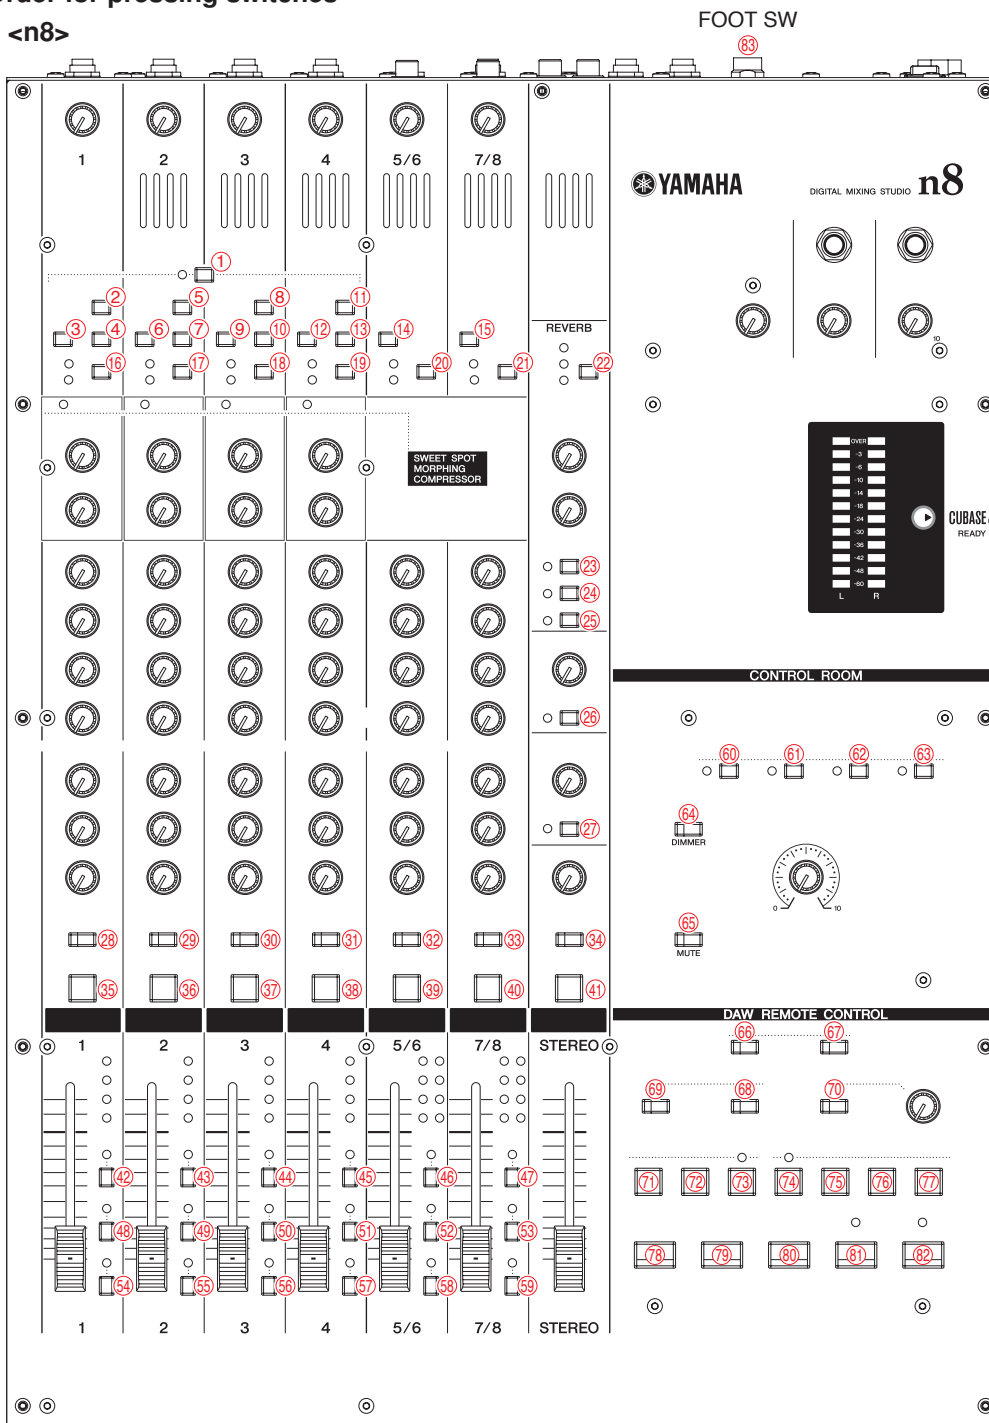 order for pressing switches
<n8>
FOOT SW
83
1 2 3 4 5/6 7/8
YAMAHA
DIGITAL MIXING STUDIO n8
1
2 5 8 11
3 4 6 7 9 10 12 13 14 15
REVERB
10
16 17 18 19 20 21 22
SWEET SPOT
MORPHING
COMPRESSOR
OVER
-3
-6
-10
-14
-18
-24
-30
-36
-42
-48
-60
L R
CUBASE
READY
23
24
25
CONTROL ROOM
26
60 61 62 63
27
64
DIMMER
0 10
65
MUTE
28 29 30 31 32 33 34
35 36 37 38 39 40 41
DAW REMOTE CONTROL
1 2 3 4 5/6 7/8 STEREO
66 67
69 68 70
42 43 44 45 46 47
71 72 73 74 75 76 77
48 49 50 51 52 53
78 79 80 81 82
54 55 56 57 58 59
1 2 3 4 5/6 7/8 STEREO